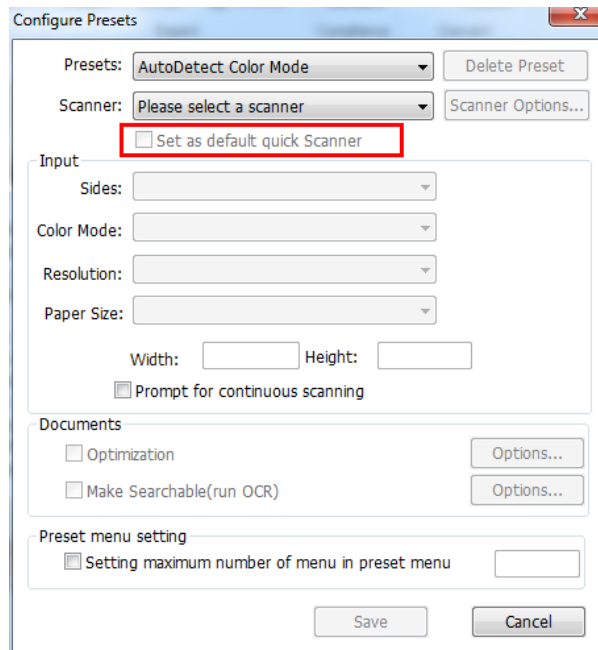 Configure Presets
Presets: AutoDetect Color Mode Delete Preset
Scanner: Please select a scanner Scanner Options...
Set as default quick Scanner
Input
Sides:
Color Mode:
Resolution:
Paper Size:
Width: Height:
Prompt for continuous scanning
Documents
Optimization Options...
Make Searchable(run OCR) Options...
Preset menu setting
Setting maximum number of menu in preset menu
Save Cancel